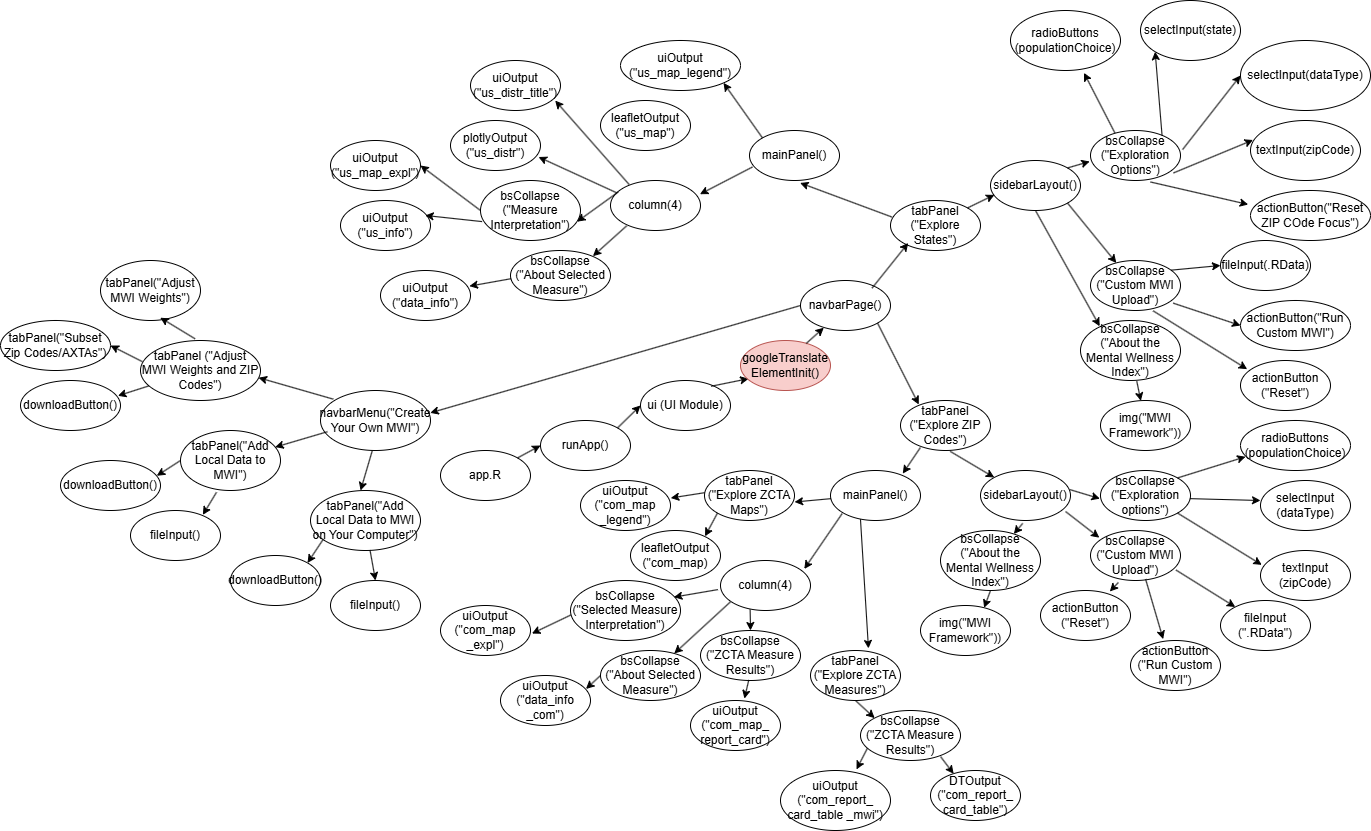 radioButtons
(populationChoice)
selectInput(state)
uiOutput
("us_map_legend")
uiOutput
("us_distr_title")
selectInput(dataType)
leafletOutput
("us_map")
plotlyOutput
("us_distr")
mainPanel()
bsCollapse
("Exploration
Options")
textInput(zipCode)
uiOutput
("us_map_expl")
sidebarLayout()
bsCollapse
("Measure
Interpretation")
column(4)
actionButton("Reset
ZIP COde Focus")
uiOutput
("us_info")
tabPanel
("Explore
States")
bsCollapse
("About Selected
Measure")
fileInput(.RData)
uiOutput
("data_info")
bsCollapse
("Custom MWI
Upload")
tabPanel("Adjust
MWI Weights")
navbarPage()
actionButton("Run
Custom MWI")
tabPanel("Subset
Zip Codes/AXTAs")
bsCollapse
("About the
Mental Wellness
Index")
tabPanel ("Adjust
MWI Weights and ZIP
Codes")
googleTranslate
ElementInit()
actionButton
("Reset")
downloadButton()
ui (UI Module)
navbarMenu("Create
Your Own MWI")
tabPanel
("Explore ZIP
Codes")
img("MWI
Framework"))
runApp()
radioButtons
(populationChoice)
tabPanel("Add
Local Data to
MWI")
app.R
downloadButton()
uiOutput
("com_map
_legend")
tabPanel
("Explore ZCTA
Maps")
mainPanel()
sidebarLayout()
bsCollapse
("Exploration
options")
selectInput
(dataType)
tabPanel("Add
Local Data to MWI
on Your Computer")
fileInput()
leafletOutput
("com_map)
bsCollapse
("About the
Mental Wellness
Index")
bsCollapse
("Custom MWI
Upload")
textInput
(zipCode)
downloadButton()
column(4)
fileInput()
bsCollapse
("Selected Measure
Interpretation")
uiOutput
("com_map
_expl")
img("MWI
Framework"))
actionButton
("Reset")
fileInput
(".RData")
bsCollapse
("ZCTA Measure
Results")
actionButton
("Run Custom
MWI")
bsCollapse
("About Selected
Measure")
tabPanel
("Explore ZCTA
Measures")
uiOutput
("data_info
_com")
uiOutput
("com_map_
report_card")
bsCollapse
("ZCTA Measure
Results")
uiOutput
("com_report_
card_table _mwi")
DTOutput
("com_report_
card_table")